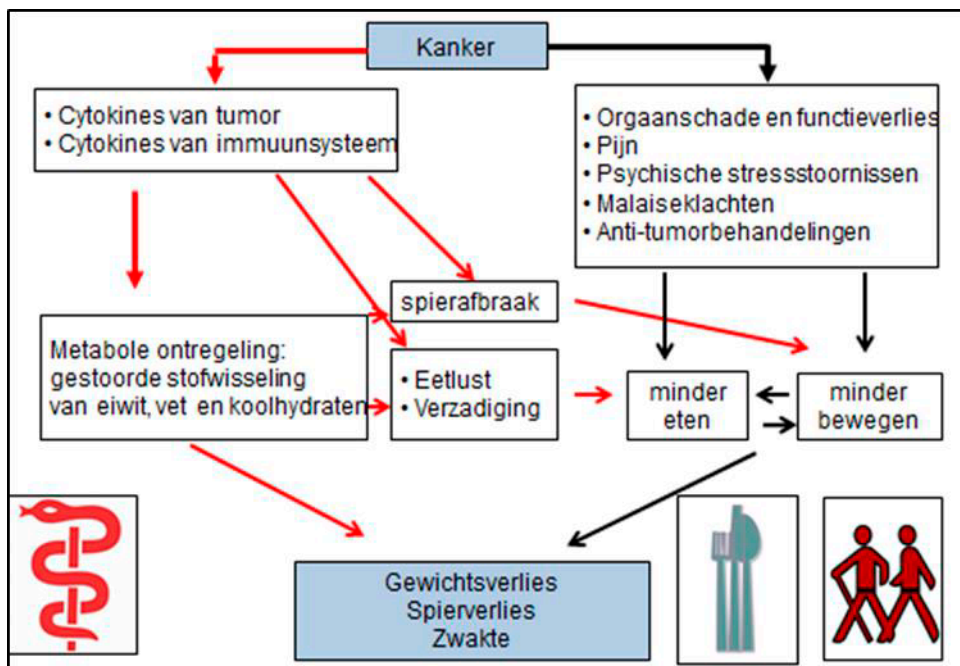 Kanker
• Cytokines van tumor
• Cytokines van immuunsysteem
• Orgaanschade en functieverlies
• Pijn
• Psychische stressstoornissen
• Malaiseklachten
• Anti-tumorbehandelingen
spierafbraak
Metabole ontregeling:
gestoorde stofwisseling
van eiwit, vet en koolhydraten
• Eetlust
• Verzadiging
minder
eten
minder
bewegen
Gewichtsverlies
Spierverlies
Zwakte